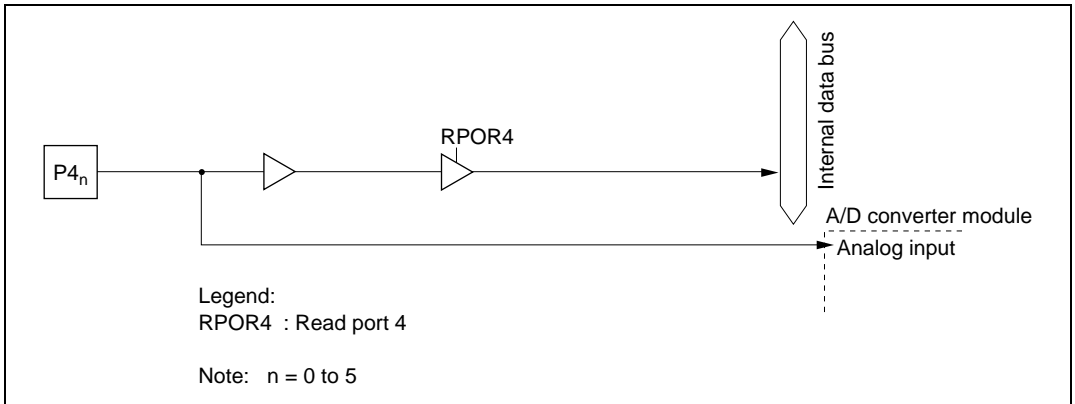 RPOR4
P4n
Internal data bus
A/D converter module
Analog input
Legend:
RPOR4 : Read port 4
Note: n = 0 to 5